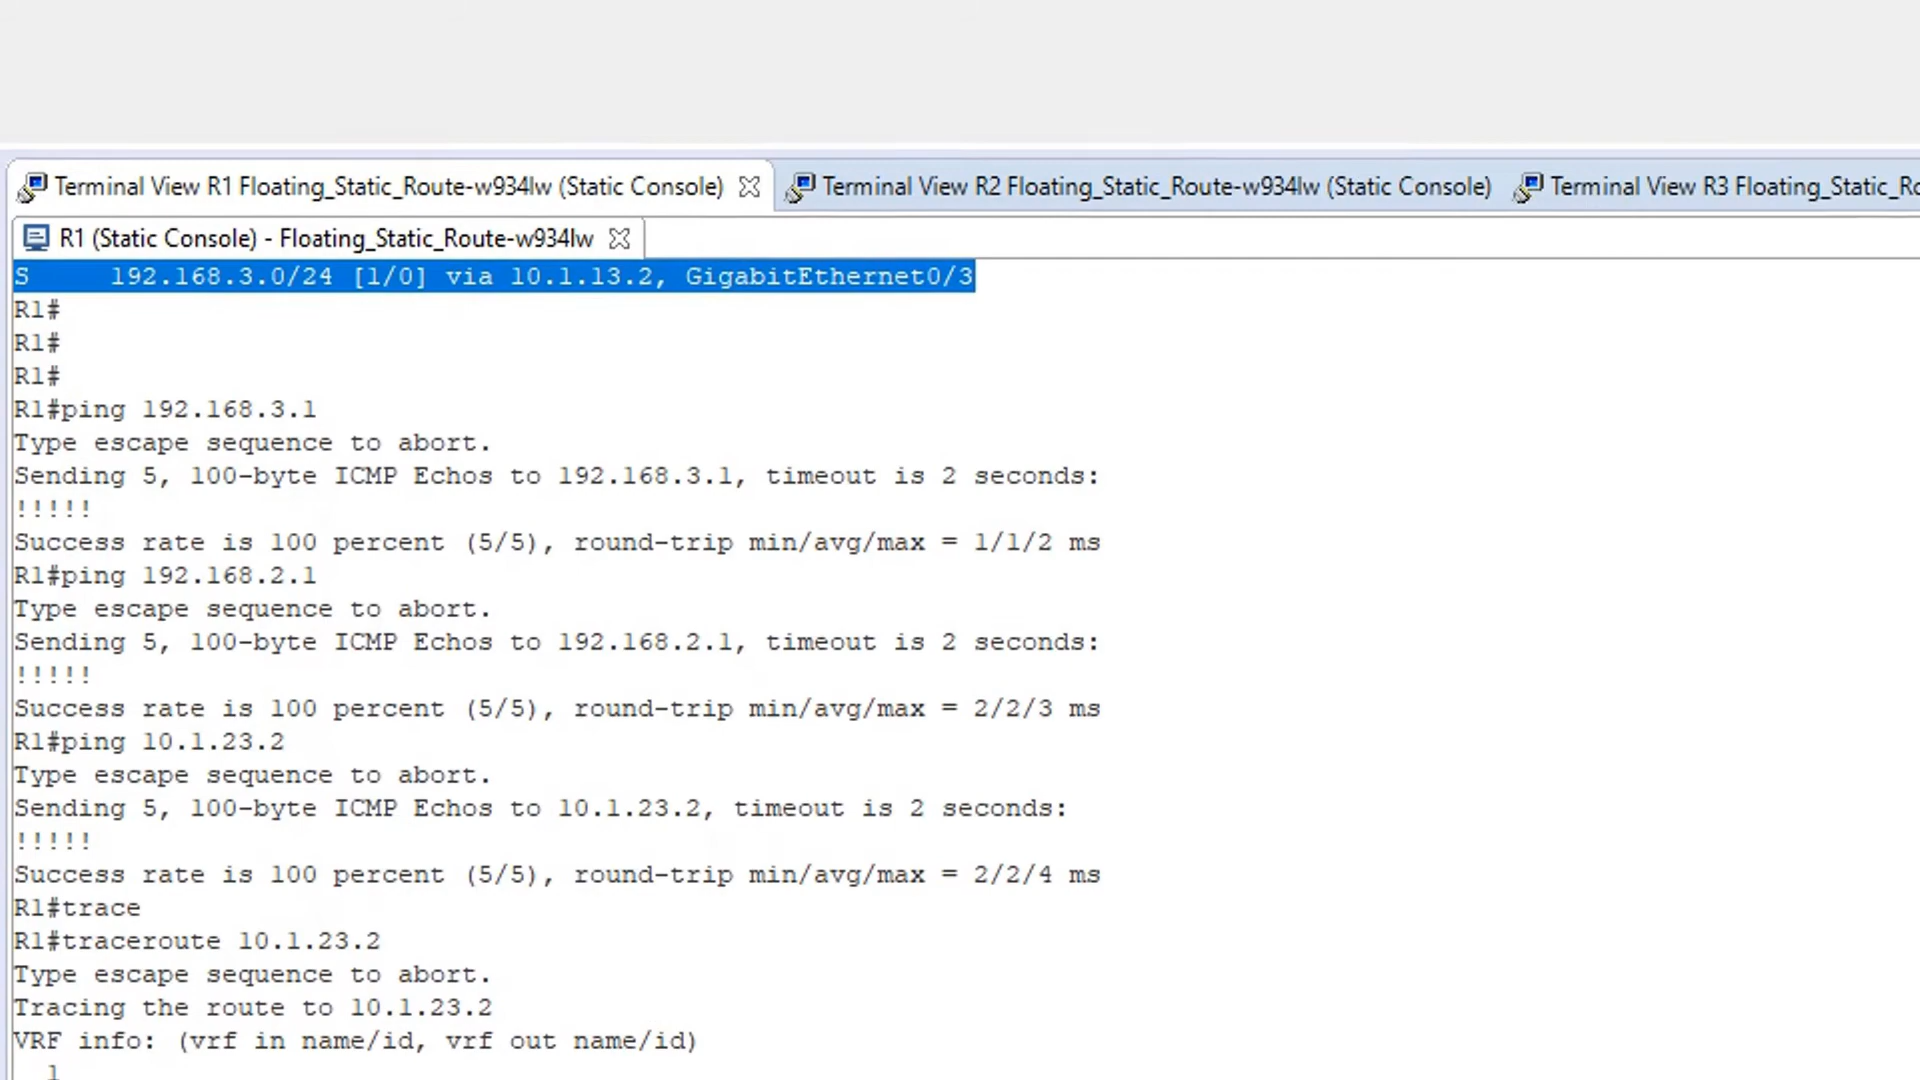 Terminal View R1 Floating_Static_Route-w934lw (Static Console) Terminal View R2 Floating_Static_Route-w934lw (Static Console) Terminal View R3 Floating_Static_Ro
R1 (Static Console) - Floating_Static_Route-w934lw
S 192.168.3.0/24 [1/0] via 10.1.13.2, GigabitEthernet0/3
R1#
R1#
R1#
R1#ping 192.168.3.1
Type escape sequence to abort.
Sending 5, 100-byte ICMP Echos to 192.168.3.1, timeout is 2 seconds:
!!!!!
Success rate is 100 percent (5/5), round-trip min/avg/max = 1/1/2 ms
R1#ping 192.168.2.1
Type escape sequence to abort.
Sending 5, 100-byte ICMP Echos to 192.168.2.1, timeout is 2 seconds:
!!!!!
Success rate is 100 percent (5/5), round-trip min/avg/max = 2/2/3 ms
R1#ping 10.1.23.2
Type escape sequence to abort.
Sending 5, 100-byte ICMP Echos to 10.1.23.2, timeout is 2 seconds:
!!!!!
Success rate is 100 percent (5/5), round-trip min/avg/max = 2/2/4 ms
R1#trace
R1#traceroute 10.1.23.2
Type escape sequence to abort.
Tracing the route to 10.1.23.2
VRF info: (vrf in name/id, vrf out name/id)
1